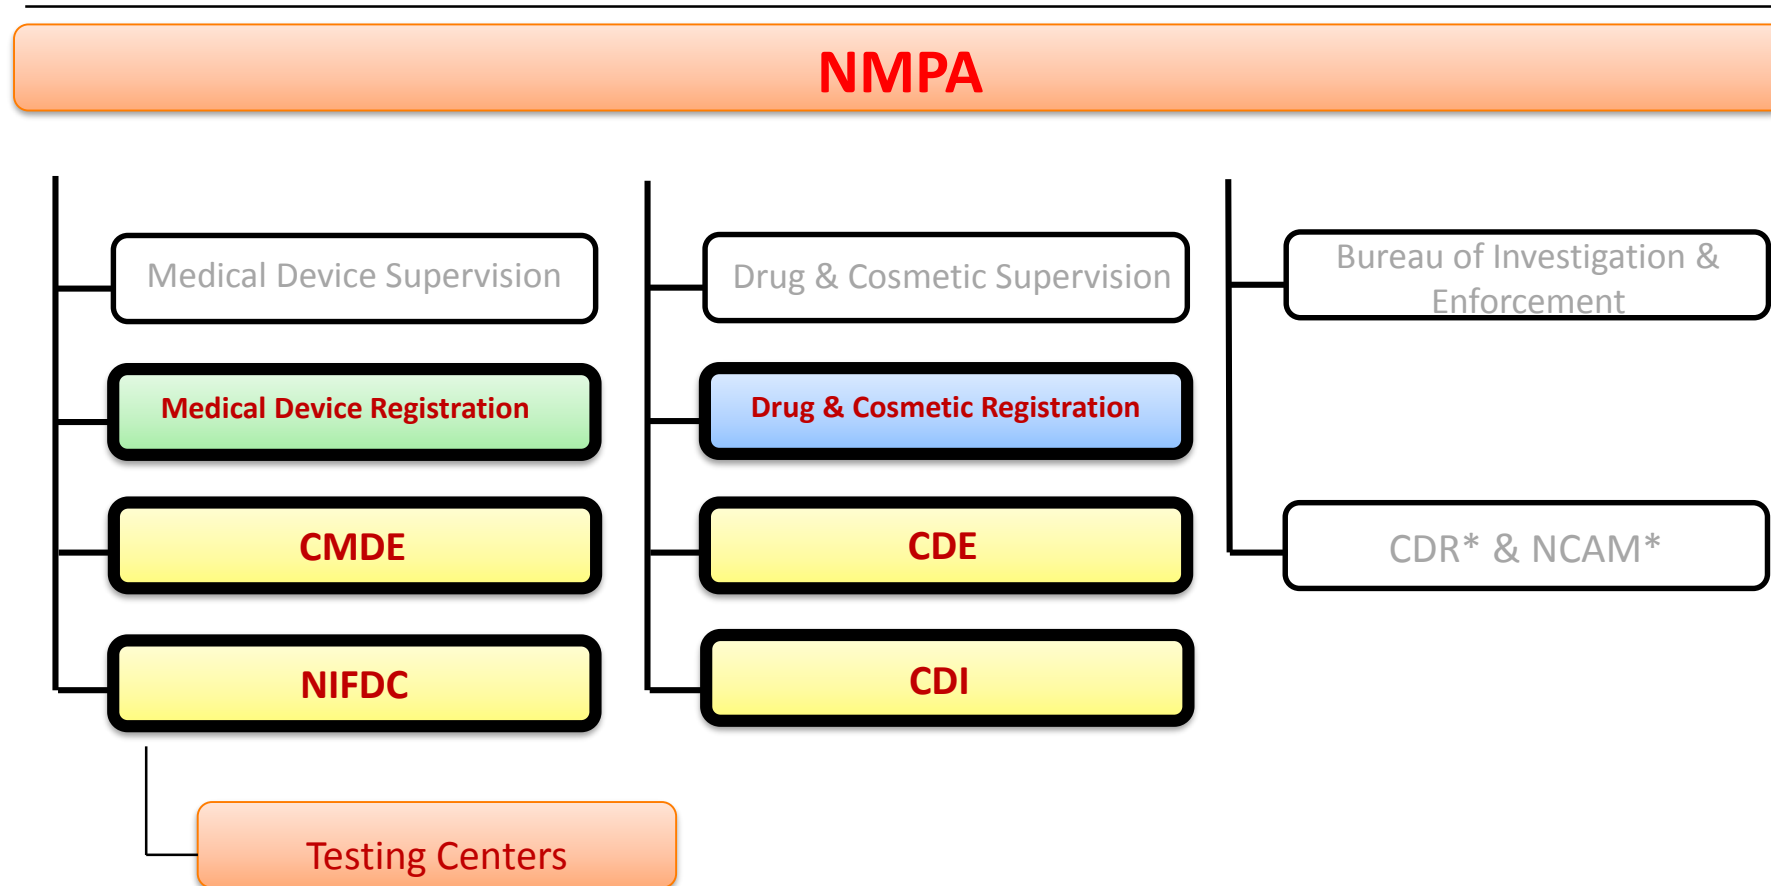 NMPA
Medical Device Supervision
Medical Device Registration
CMDE
NIFDC
Testing Centers
Drug & Cosmetic Supervision
Drug & Cosmetic Registration
CDE
CDI
Bureau of Investigation &
Enforcement
CDR* & NCAM*